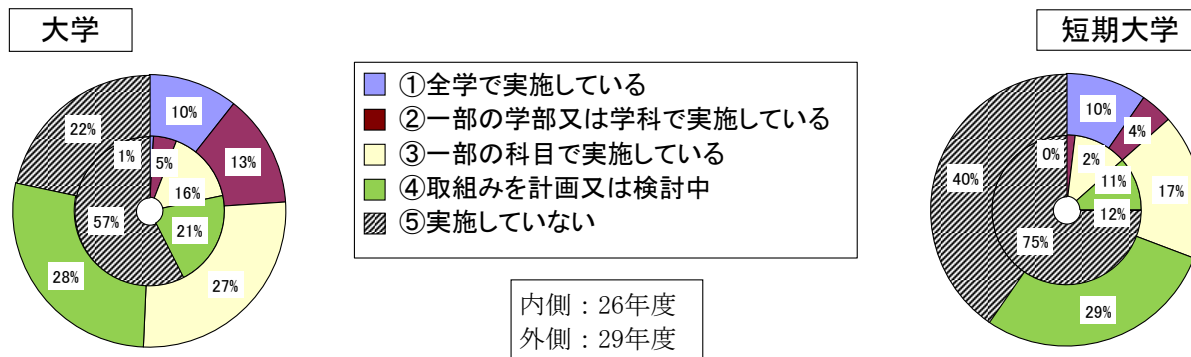 大学
短期大学
①全学で実施している
②一部の学部又は学科で実施している
③一部の科目で実施している
④取組みを計画又は検討中
⑤実施していない
内側：26年度
外側：29年度
10%
22%
1%
5%
13%
16%
57%
21%
28%
27%
10%
4%
0%
2%
40%
11%
17%
12%
75%
29%